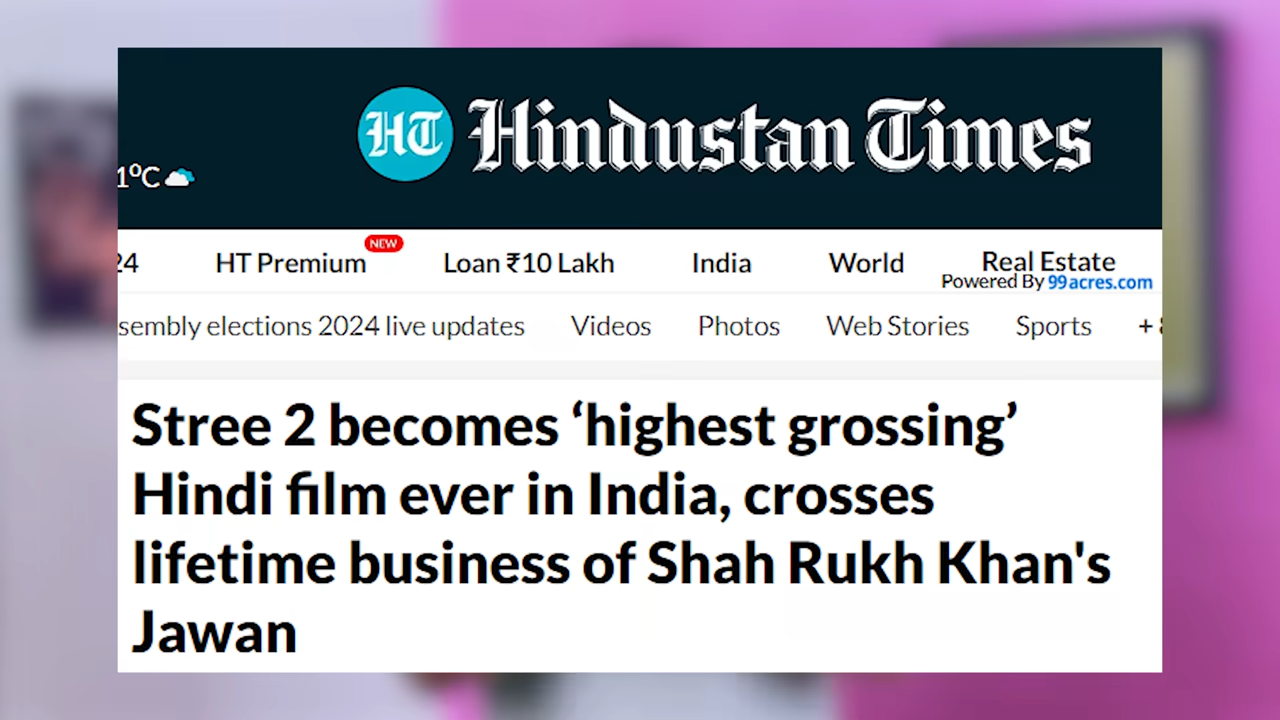 HT Hindustan Times
1°C
24
HT Premium NEW Loan ₹10 Lakh India World Real Estate
Powered By 99acres.com
sembly elections 2024 live updates Videos Photos Web Stories Sports +
Stree 2 becomes ‘highest grossing’
Hindi film ever in India, crosses
lifetime business of Shah Rukh Khan's
Jawan